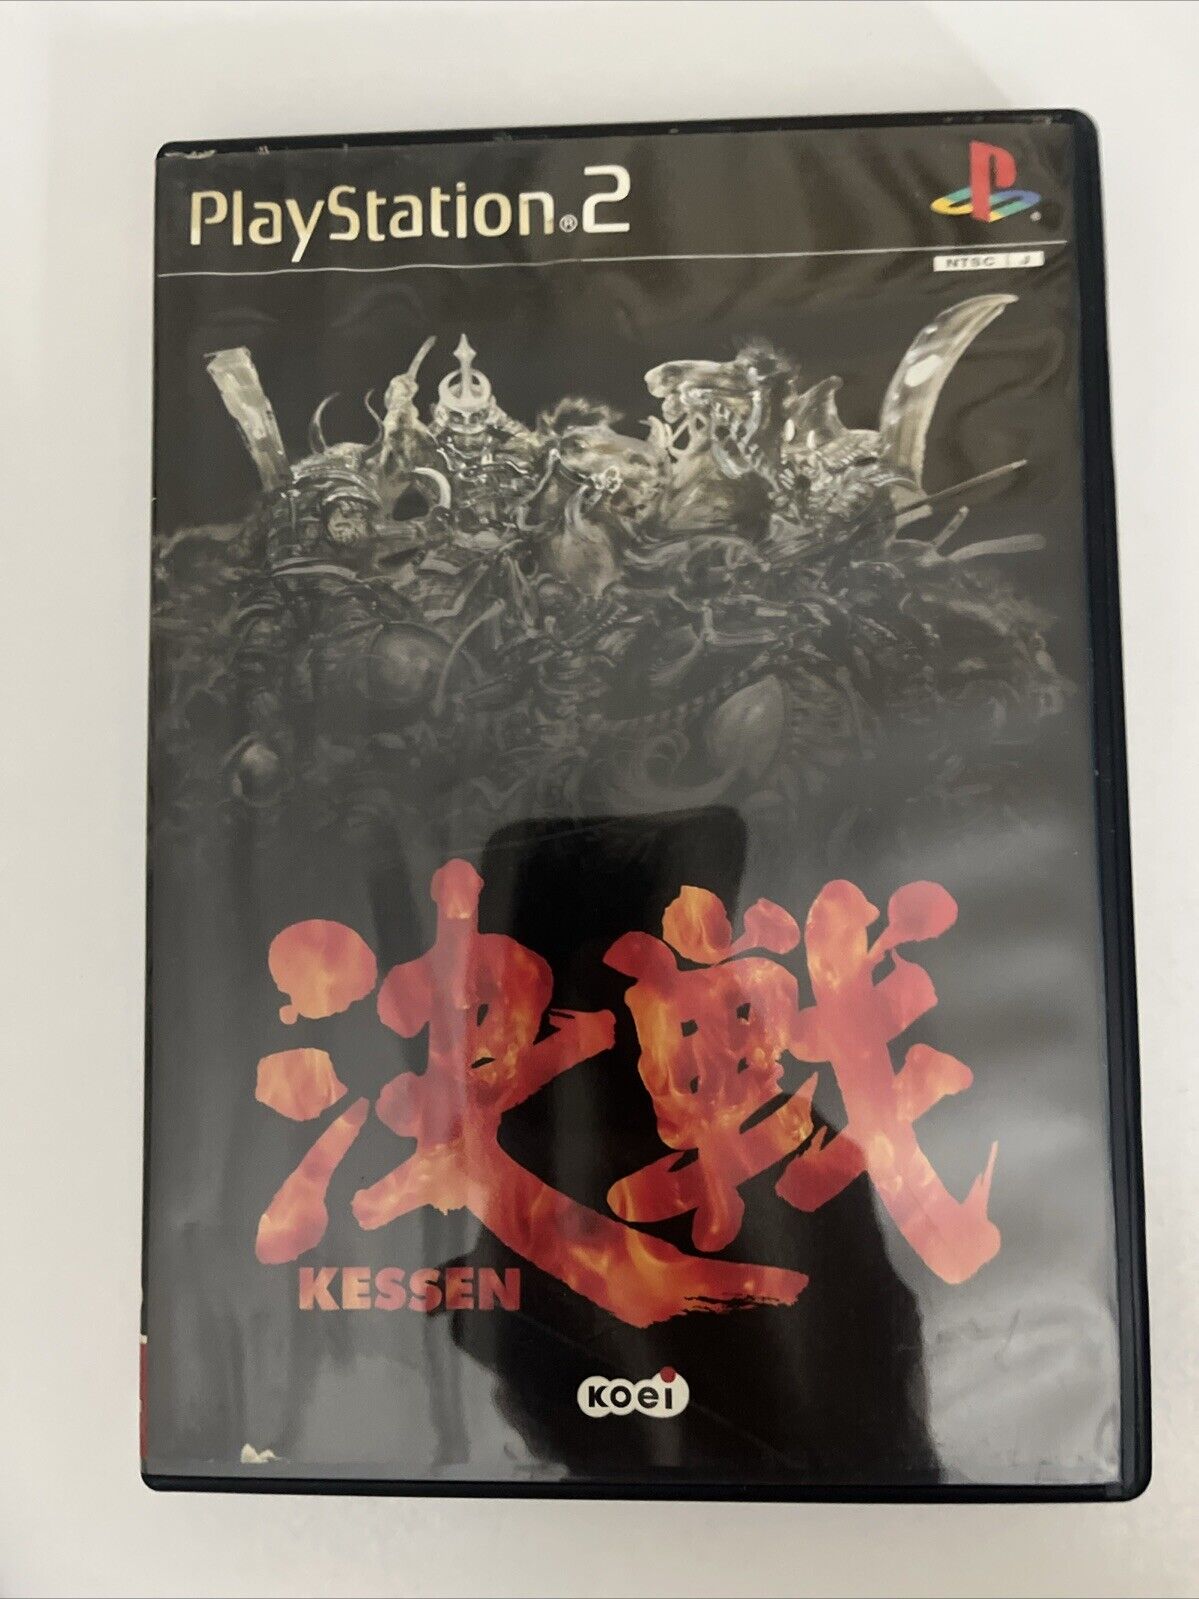 PlayStation®2
NTSC J
決戦
KESSEN
KOEI